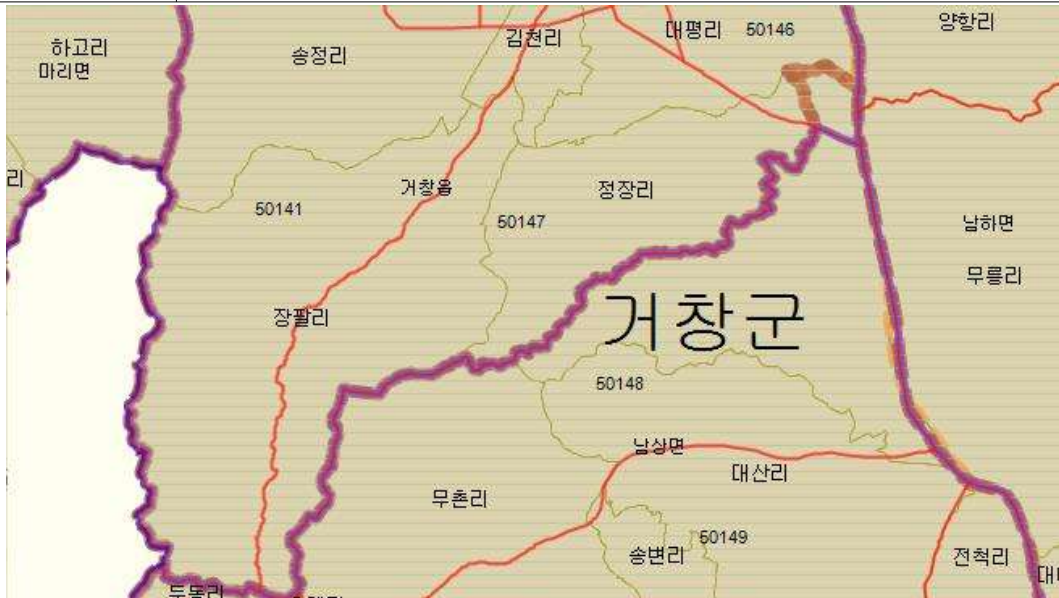 양항리
대평리
50146
김천리
하고리
마리면
송정리
리
거창읍
정장리
50141
50147
남하면
무릉리
장팔리
거창군
50148
남상면
대산리
무촌리
50149
송변리
전척리